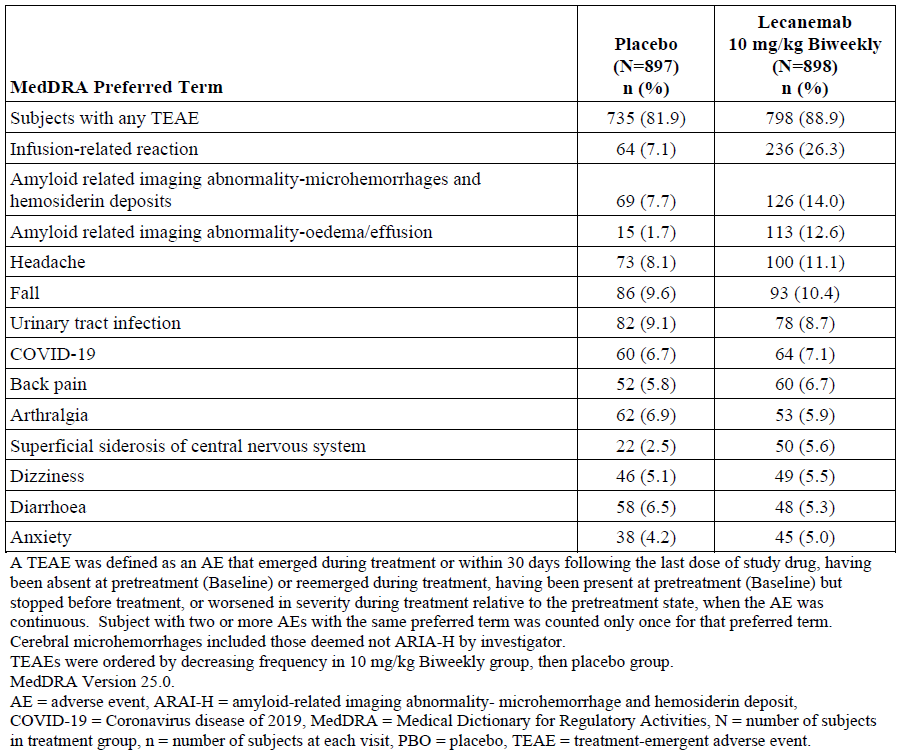 MedDRA Preferred Term Placebo (N=897) n (%) Lecanemab 10 mg/kg Biweekly (N=898) n (%)
Subjects with any TEAE 735 (81.9) 798 (88.9)
Infusion-related reaction 64 (7.1) 236 (26.3)
Amyloid related imaging abnormality-microhemorrhages and
hemosiderin deposits 69 (7.7) 126 (14.0)
Amyloid related imaging abnormality-oedema/effusion 15 (1.7) 113 (12.6)
Headache 73 (8.1) 100 (11.1)
Fall 86 (9.6) 93 (10.4)
Urinary tract infection 82 (9.1) 78 (8.7)
COVID-19 60 (6.7) 64 (7.1)
Back pain 52 (5.8) 60 (6.7)
Arthralgia 62 (6.9) 53 (5.9)
Superficial siderosis of central nervous system 22 (2.5) 50 (5.6)
Dizziness 46 (5.1) 49 (5.5)
Diarrhoea 58 (6.5) 48 (5.3)
Anxiety 38 (4.2) 45 (5.0)
A TEAE was defined as an AE that emerged during treatment or within 30 days following the last dose of study drug, having
been absent at pretreatment (Baseline) or reemerged during treatment, having been present at pretreatment (Baseline) but
stopped before treatment, or worsened in severity during treatment relative to the pretreatment state, when the AE was
continuous. Subject with two or more AEs with the same preferred term was counted only once for that preferred term.
Cerebral microhemorrhages included those deemed not ARIA-H by investigator.
TEAEs were ordered by decreasing frequency in 10 mg/kg Biweekly group, then placebo group.
MedDRA Version 25.0.
AE = adverse event, ARAI-H = amyloid-related imaging abnormality- microhemorrhage and hemosiderin deposit,
COVID-19 = Coronavirus disease of 2019, MedDRA = Medical Dictionary for Regulatory Activities, N = number of subjects
in treatment group, n = number of subjects at each visit, PBO = placebo, TEAE = treatment-emergent adverse event.